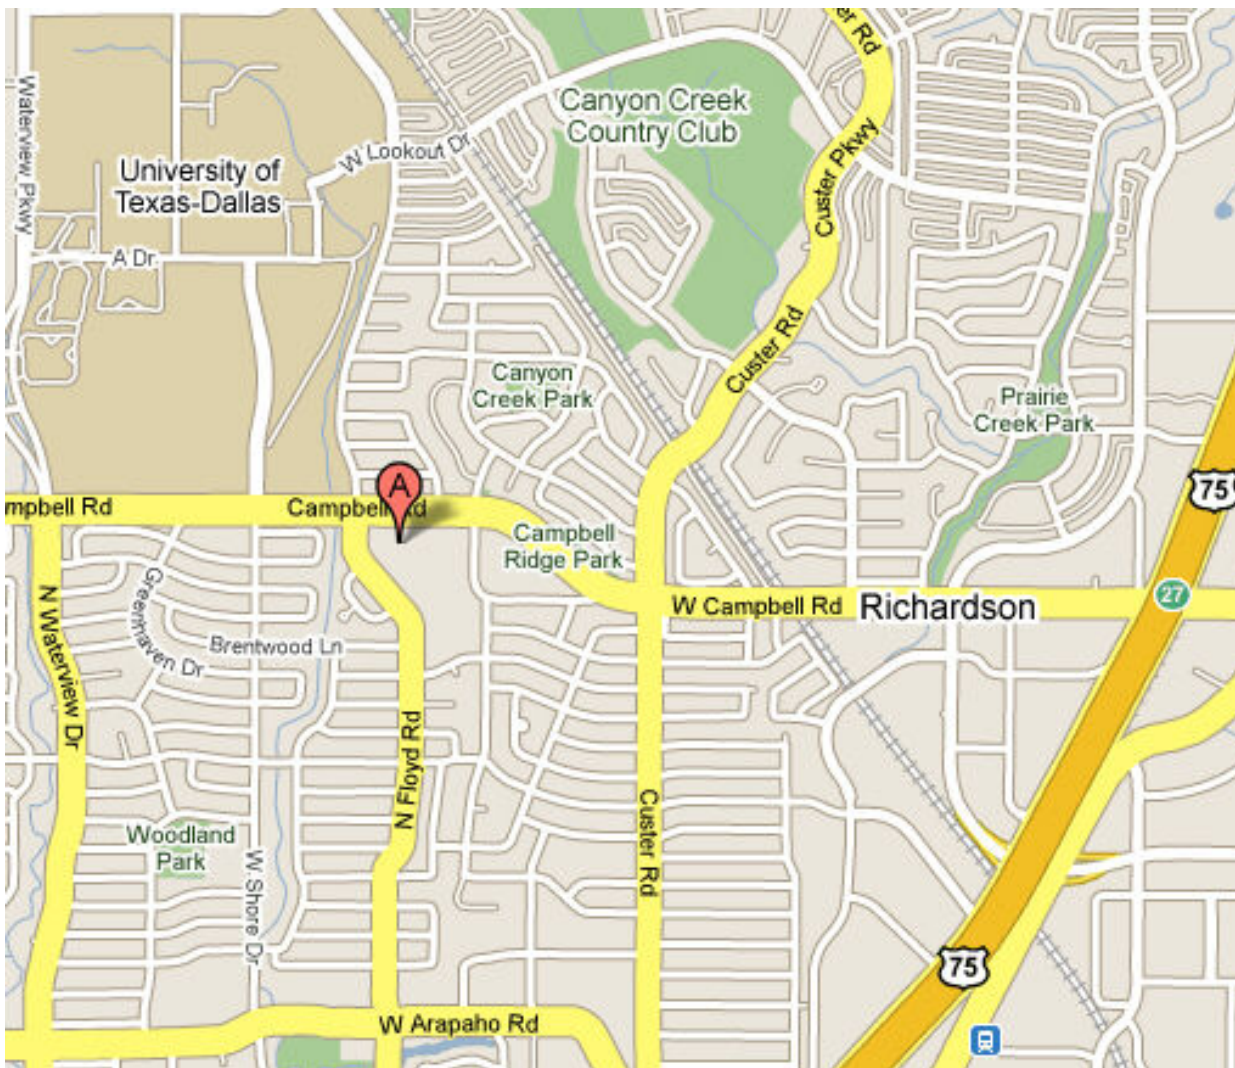 er Rd
Waterview Pkwy
Canyon Creek
Country Club
W Lookout Dr
Custer Pkwy
University of
Texas-Dallas
A Dr
Custer Rd
Canyon
Creek Park
Prairie
Creek Park
75
A
mpbell Rd
Campbell Rd
Campbell
Ridge Park
27
W Campbell Rd
Richardson
Greenhaven Dr
N Waterview Dr
Brentwood Ln
N Floyd Rd
Custer Rd
Woodland
Park
W Shore Dr
75
W Arapaho Rd